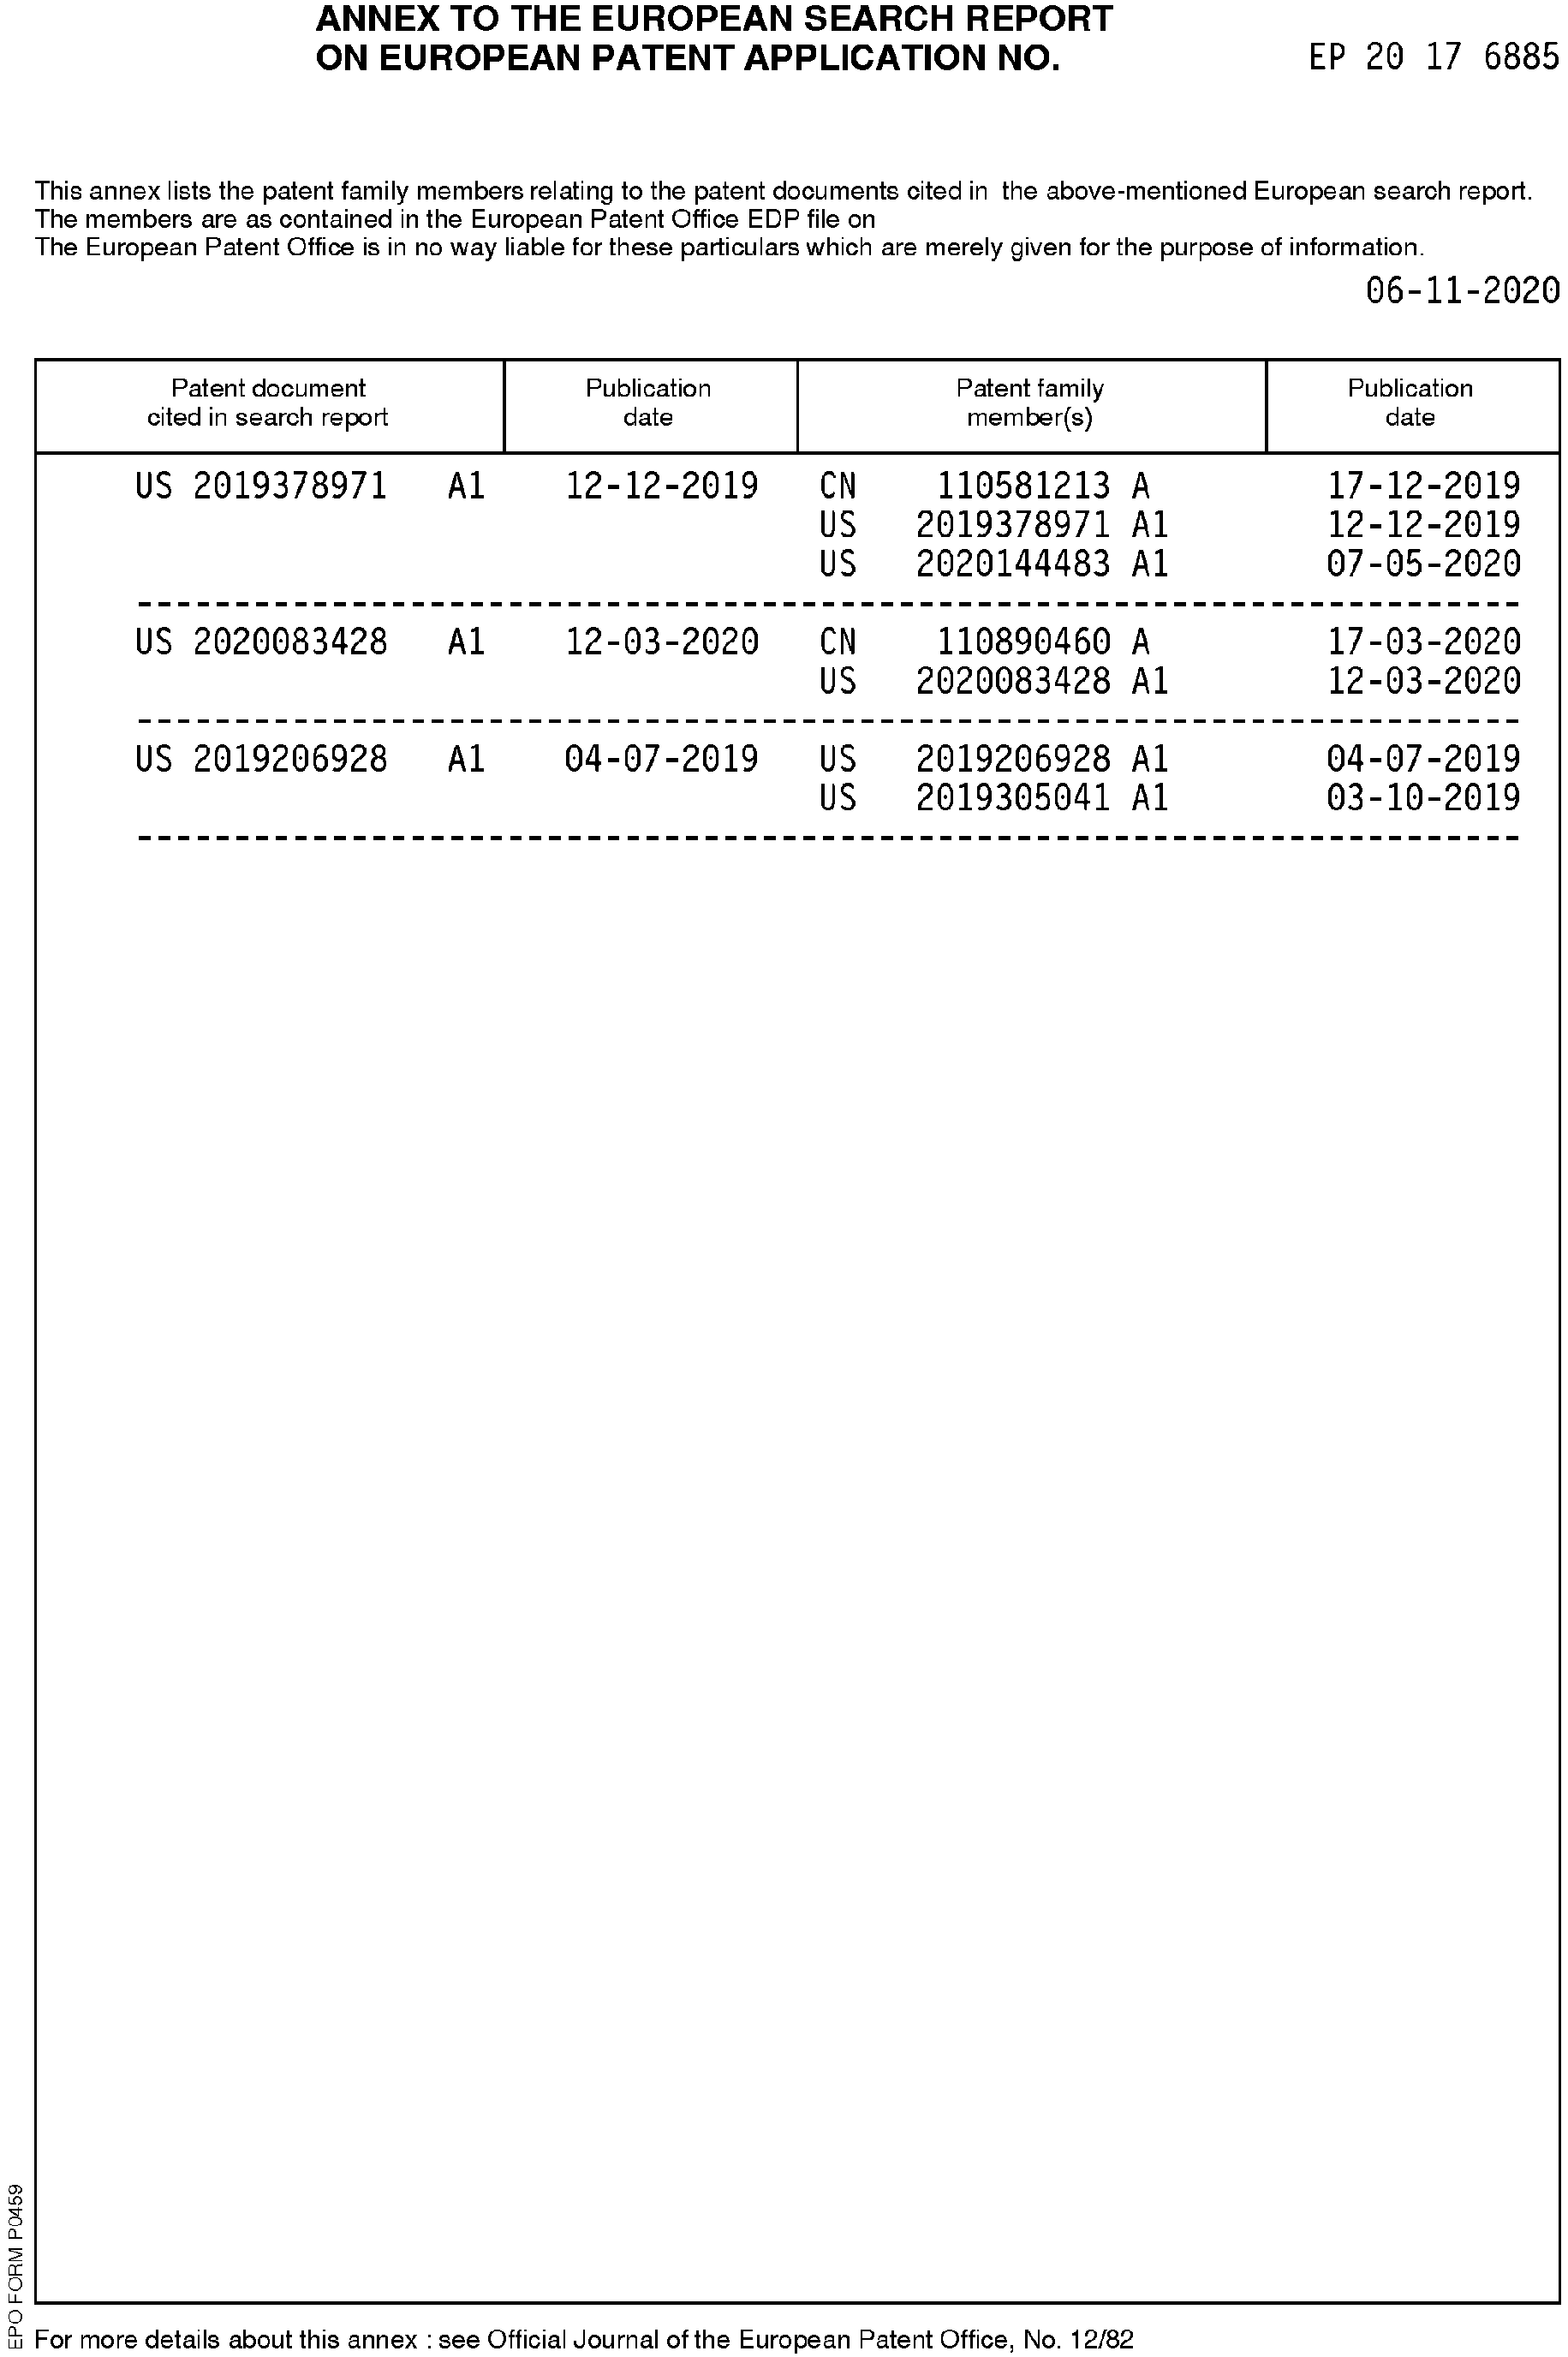 ANNEX TO THE EUROPEAN SEARCH REPORT
ON EUROPEAN PATENT APPLICATION NO. EP 20 17 6885
This annex lists the patent family members relating to the patent documents cited in the above-mentioned European search report.
The members are as contained in the European Patent Office EDP file on
The European Patent Office is in no way liable for these particulars which are merely given for the purpose of information.
06-11-2020
Patent document cited in search report Publication date Patent family member(s) Publication date
US 2019378971 A1 12-12-2019 CN 110581213 A 17-12-2019
US 2019378971 A1 12-12-2019
US 2020144483 A1 07-05-2020
US 2020083428 A1 12-03-2020 CN 110890460 A 17-03-2020
US 2020083428 A1 12-03-2020
US 2019206928 A1 04-07-2019 US 2019206928 A1 04-07-2019
US 2019305041 A1 03-10-2019
EPO FORM P0459
For more details about this annex : see Official Journal of the European Patent Office, No. 12/82